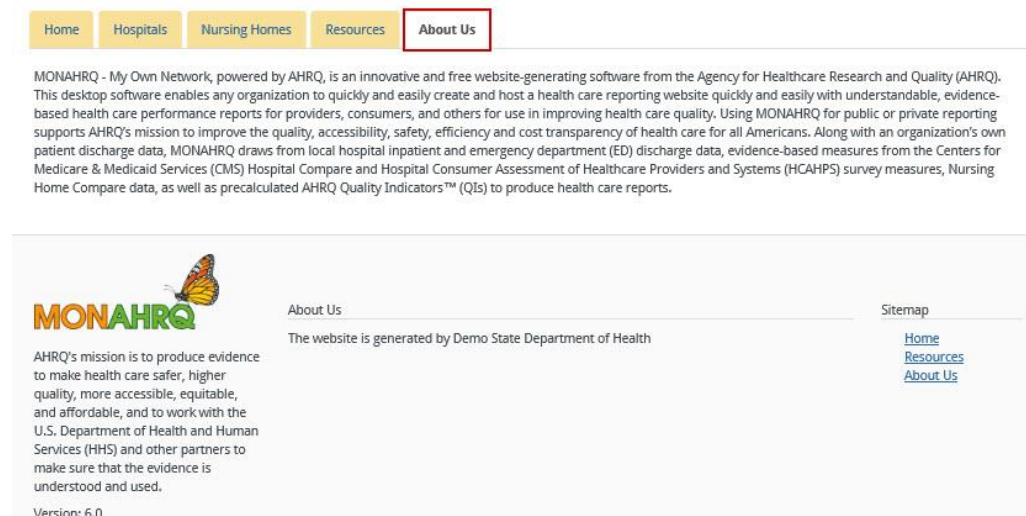 Home Hospitals Nursing Homes Resources About Us
MONAHRQ - My Own Network, powered by AHRQ, is an innovative and free website-generating software from the Agency for Healthcare Research and Quality (AHRQ).
This desktop software enables any organization to quickly and easily create and host a health care reporting website quickly and easily with understandable, evidence-
based health care performance reports for providers, consumers, and others for use in improving health care quality. Using MONAHRQ for public or private reporting
supports AHRQ's mission to improve the quality, accessibility, safety, efficiency and cost transparency of health care for all Americans. Along with an organization's own
patient discharge data, MONAHRQ draws from local hospital inpatient and emergency department (ED) discharge data, evidence-based measures from the Centers for
Medicare & Medicaid Services (CMS) Hospital Compare and Hospital Consumer Assessment of Healthcare Providers and Systems (HCAHPS) survey measures, Nursing
Home Compare data, as well as precalculated AHRQ Quality Indicators™ (QIs) to produce health care reports.
MONAHRQ
AHRQ's mission is to produce evidence
to make health care safer, higher
quality, more accessible, equitable,
and affordable, and to work with the
U.S. Department of Health and Human
Services (HHS) and other partners to
make sure that the evidence is
understood and used.
Version: 6.0
About Us
The website is generated by Demo State Department of Health
Sitemap
Home
Resources
About Us